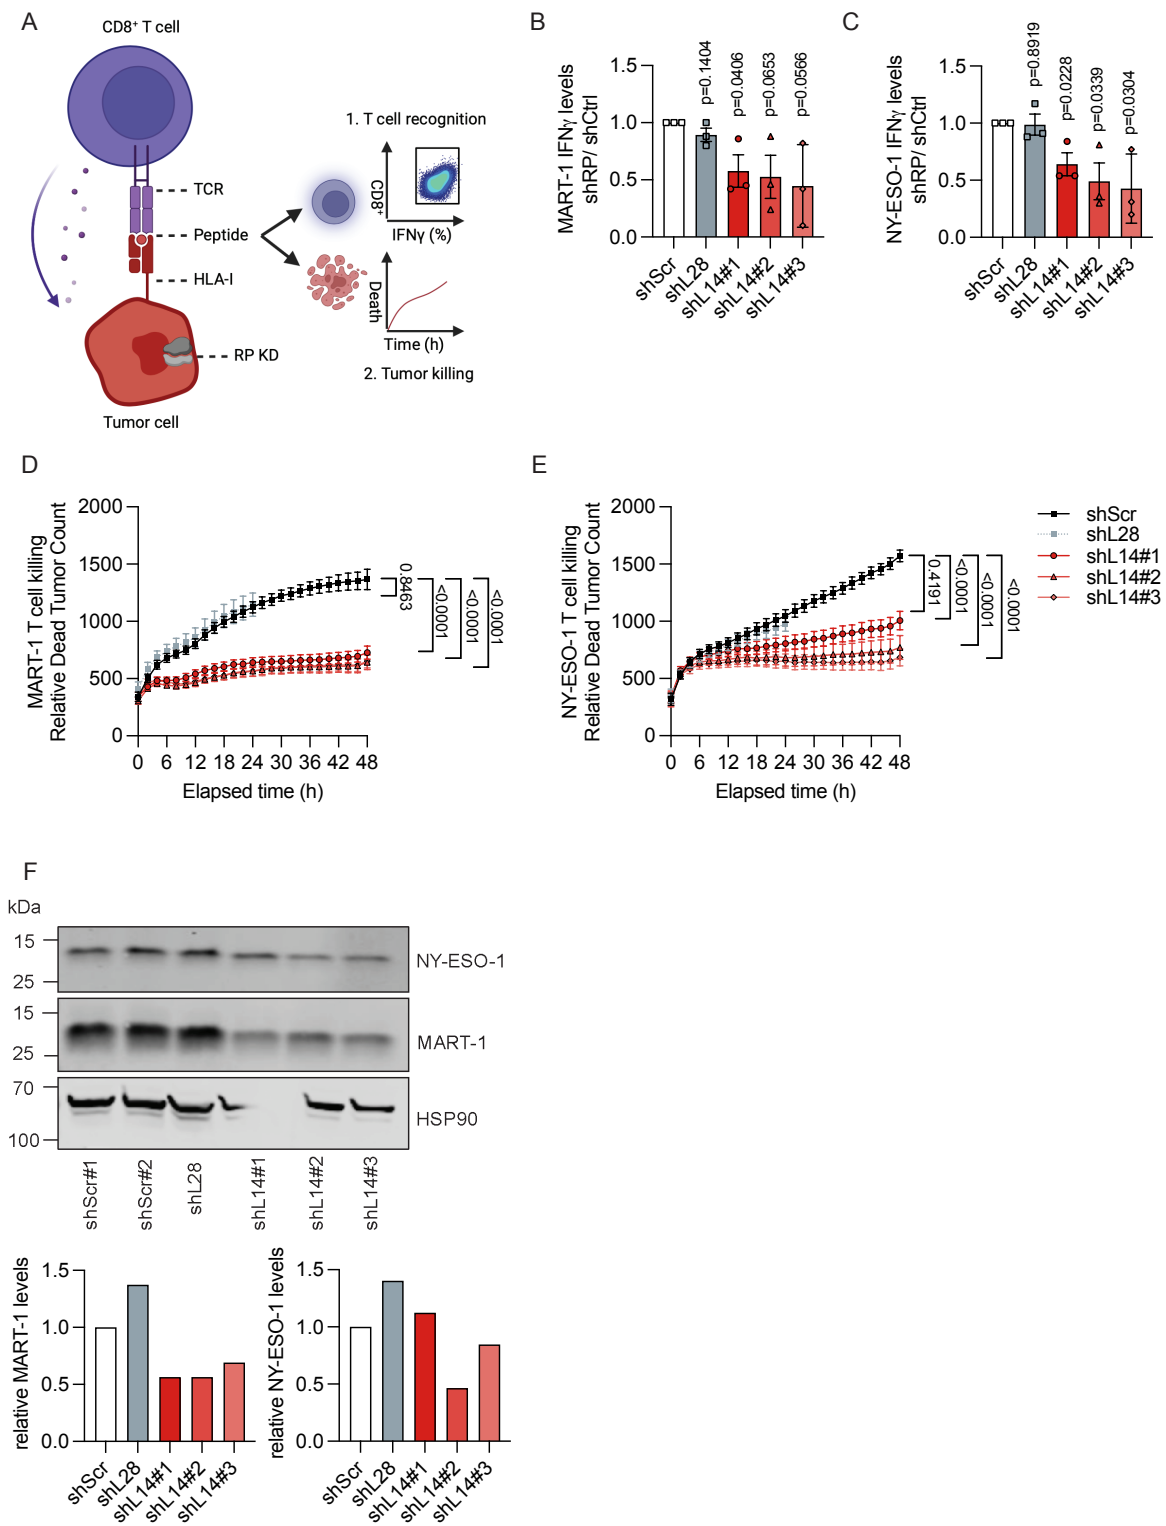 A
CD8⁺ T cell
TCR
Peptide
HLA-I
RP KD
Tumor cell
1. T cell recognition
CD8⁺
IFNγ (%)
Death
Time (h)
2. Tumor killing
B
MART-1 IFNγ levels
shRP/ shCtrl
1.5
1.0
0.5
0.0
p=0.1404
p=0.0406
p=0.0653
p=0.0566
shScr
shL28
shL14#1
shL14#2
shL14#3
C
NY-ESO-1 IFNγ levels
shRP/ shCtrl
1.5
1.0
0.5
0.0
p=0.8919
p=0.0228
p=0.0339
p=0.0304
shScr
shL28
shL14#1
shL14#2
shL14#3
D
MART-1 T cell killing
Relative Dead Tumor Count
2000
1500
1000
500
0
0 6 12 18 24 30 36 42 48
Elapsed time (h)
0.8463
<0.0001
<0.0001
<0.0001
E
NY-ESO-1 T cell killing
Relative Dead Tumor Count
2000
1500
1000
500
0
0 6 12 18 24 30 36 42 48
Elapsed time (h)
0.4191
<0.0001
<0.0001
<0.0001
shScr
shL28
shL14#1
shL14#2
shL14#3
F
kDa
15
25
NY-ESO-1
15
25
MART-1
70
100
HSP90
shScr#1
shScr#2
shL28
shL14#1
shL14#2
shL14#3
relative MART-1 levels
1.5
1.0
0.5
0.0
shScr
shL28
shL14#1
shL14#2
shL14#3
relative NY-ESO-1 levels
1.5
1.0
0.5
0.0
shScr
shL28
shL14#1
shL14#2
shL14#3